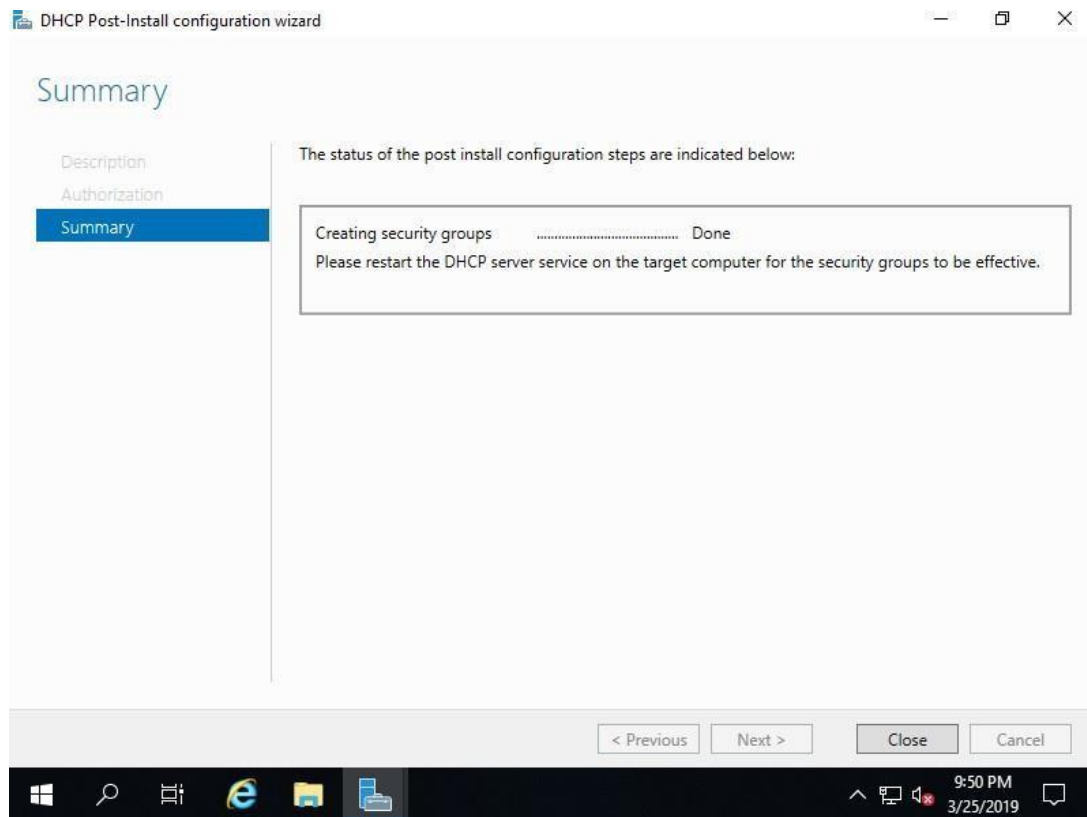 DHCP Post-Install configuration wizard
Summary
Description
Authorization
Summary
The status of the post install configuration steps are indicated below:
Creating security groups ........................................ Done
Please restart the DHCP server service on the target computer for the security groups to be effective.
< Previous
Next >
Close
Cancel
9:50 PM
3/25/2019